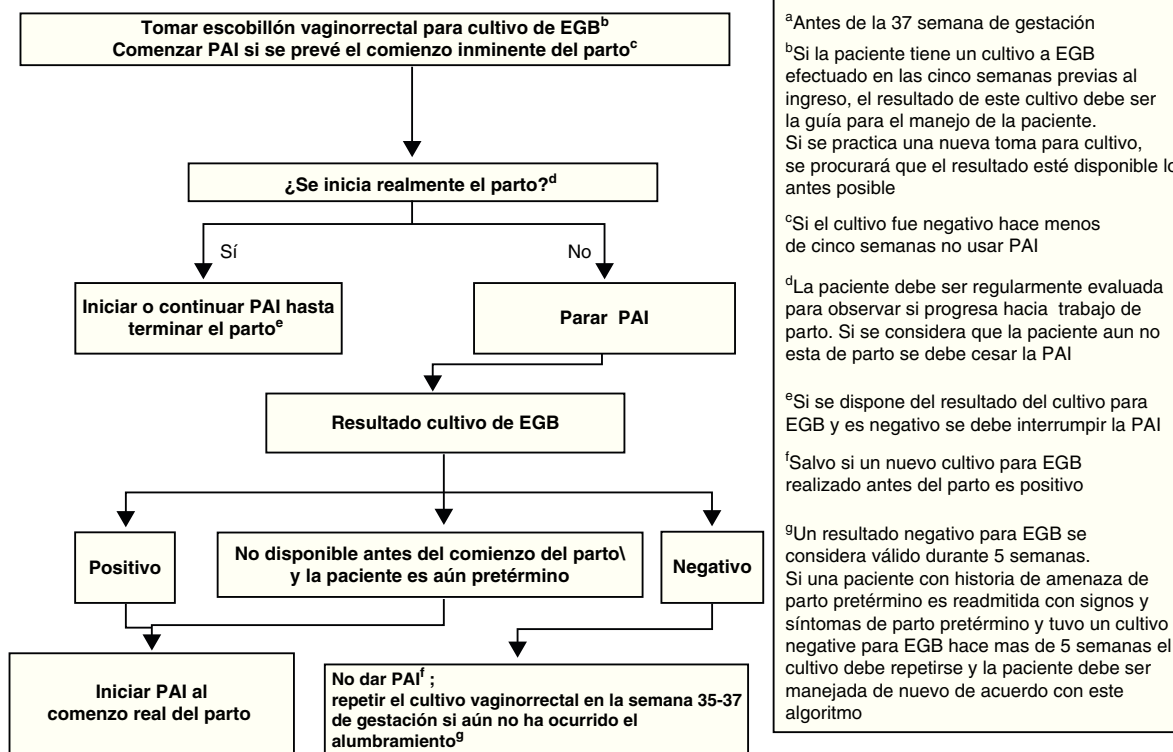 Tomar escobillón vaginorrectal para cultivo de EGBᵇ
Comenzar PAI si se prevé el comienzo inminente del partoᶜ
¿Se inicia realmente el parto?ᵈ
Sí
No
Iniciar o continuar PAI hasta
terminar el partoᵉ
Parar PAI
Resultado cultivo de EGB
Positivo
No disponible antes del comienzo del parto\
y la paciente es aún pretérmino
Negativo
Iniciar PAI al
comenzo real del parto
No dar PAIᶠ ;
repetir el cultivo vaginorrectal en la semana 35-37
de gestación si aún no ha ocurrido el
alumbramientoᵍ
ᵃAntes de la 37 semana de gestación
ᵇSi la paciente tiene un cultivo a EGB
efectuado en las cinco semanas previas al
ingreso, el resultado de este cultivo debe ser
la guía para el manejo de la paciente.
Si se practica una nueva toma para cultivo,
se procurará que el resultado esté disponible lo
antes posible
ᶜSi el cultivo fue negativo hace menos
de cinco semanas no usar PAI
ᵈLa paciente debe ser regularmente evaluada
para observar si progresa hacia trabajo de
parto. Si se considera que la paciente aun no
esta de parto se debe cesar la PAI
ᵉSi se dispone del resultado del cultivo para
EGB y es negativo se debe interrumpir la PAI
ᶠSalvo si un nuevo cultivo para EGB
realizado antes del parto es positivo
ᵍUn resultado negativo para EGB se
considera válido durante 5 semanas.
Si una paciente con historia de amenaza de
parto pretérmino es readmitida con signos y
síntomas de parto pretérmino y tuvo un cultivo
negative para EGB hace mas de 5 semanas el
cultivo debe repetirse y la paciente debe ser
manejada de nuevo de acuerdo con este
algoritmo